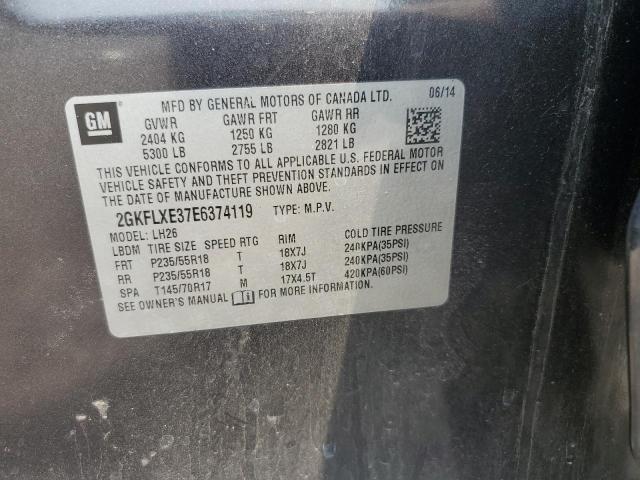 MFD BY GENERAL MOTORS OF CANADA LTD. 06/14
GM GVWR GAWR FRT GAWR RR
2404 KG 1250 KG 1280 KG
5300 LB 2755 LB 2821 LB
THIS VEHICLE CONFORMS TO ALL APPLICABLE U.S. FEDERAL MOTOR
VEHICLE SAFETY AND THEFT PREVENTION STANDARDS IN EFFECT ON
THE DATE OF MANUFACTURE SHOWN ABOVE.
2GKFLXE37E6374119 TYPE: M.P.V.
MODEL: LH26
LBDM TIRE SIZE SPEED RTG RIM COLD TIRE PRESSURE
FRT P235/55R18 T 18X7J 240KPA(35PSI)
RR P235/55R18 T 18X7J 240KPA(35PSI)
SPA T145/70R17 M 17X4.5T 420KPA(60PSI)
SEE OWNER'S MANUAL FOR MORE INFORMATION.